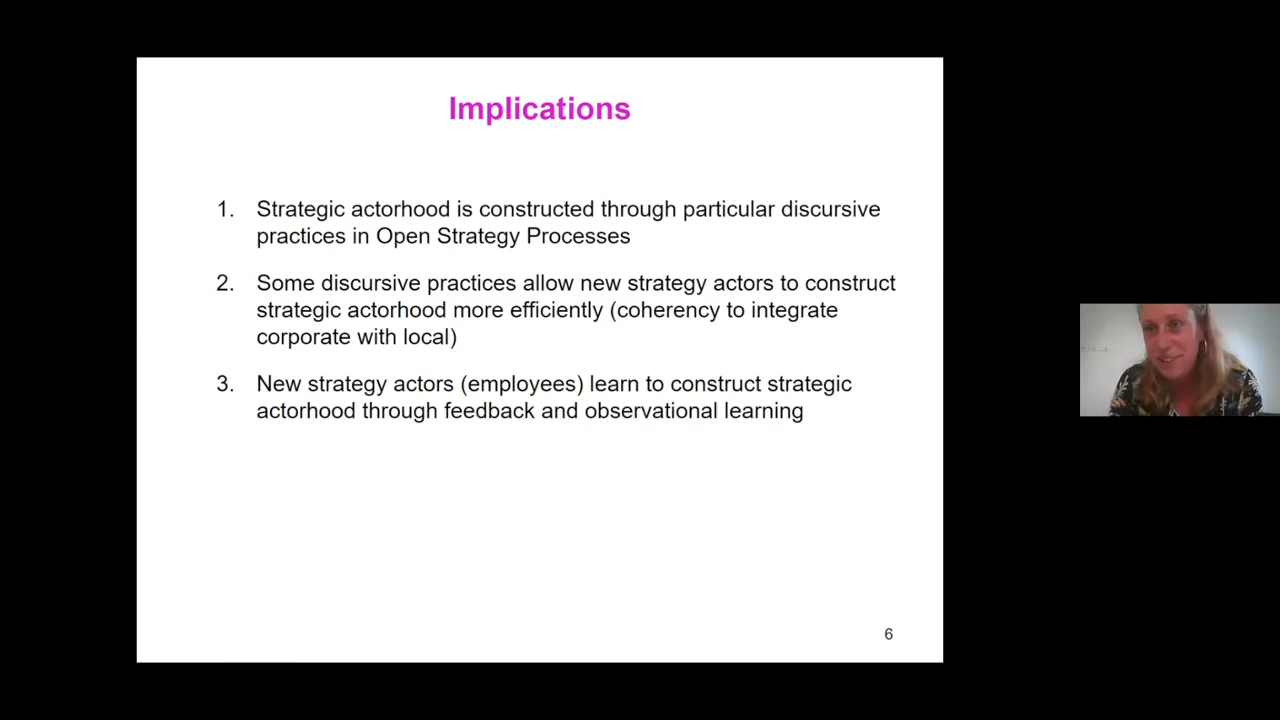 Implications
1. Strategic actorhood is constructed through particular discursive
practices in Open Strategy Processes
2. Some discursive practices allow new strategy actors to construct
strategic actorhood more efficiently (coherency to integrate
corporate with local)
3. New strategy actors (employees) learn to construct strategic
actorhood through feedback and observational learning
6